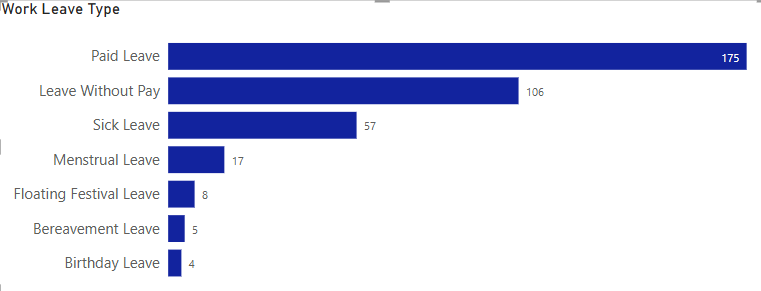 Work Leave Type
Paid Leave 175
Leave Without Pay 106
Sick Leave 57
Menstrual Leave 17
Floating Festival Leave 8
Bereavement Leave 5
Birthday Leave 4